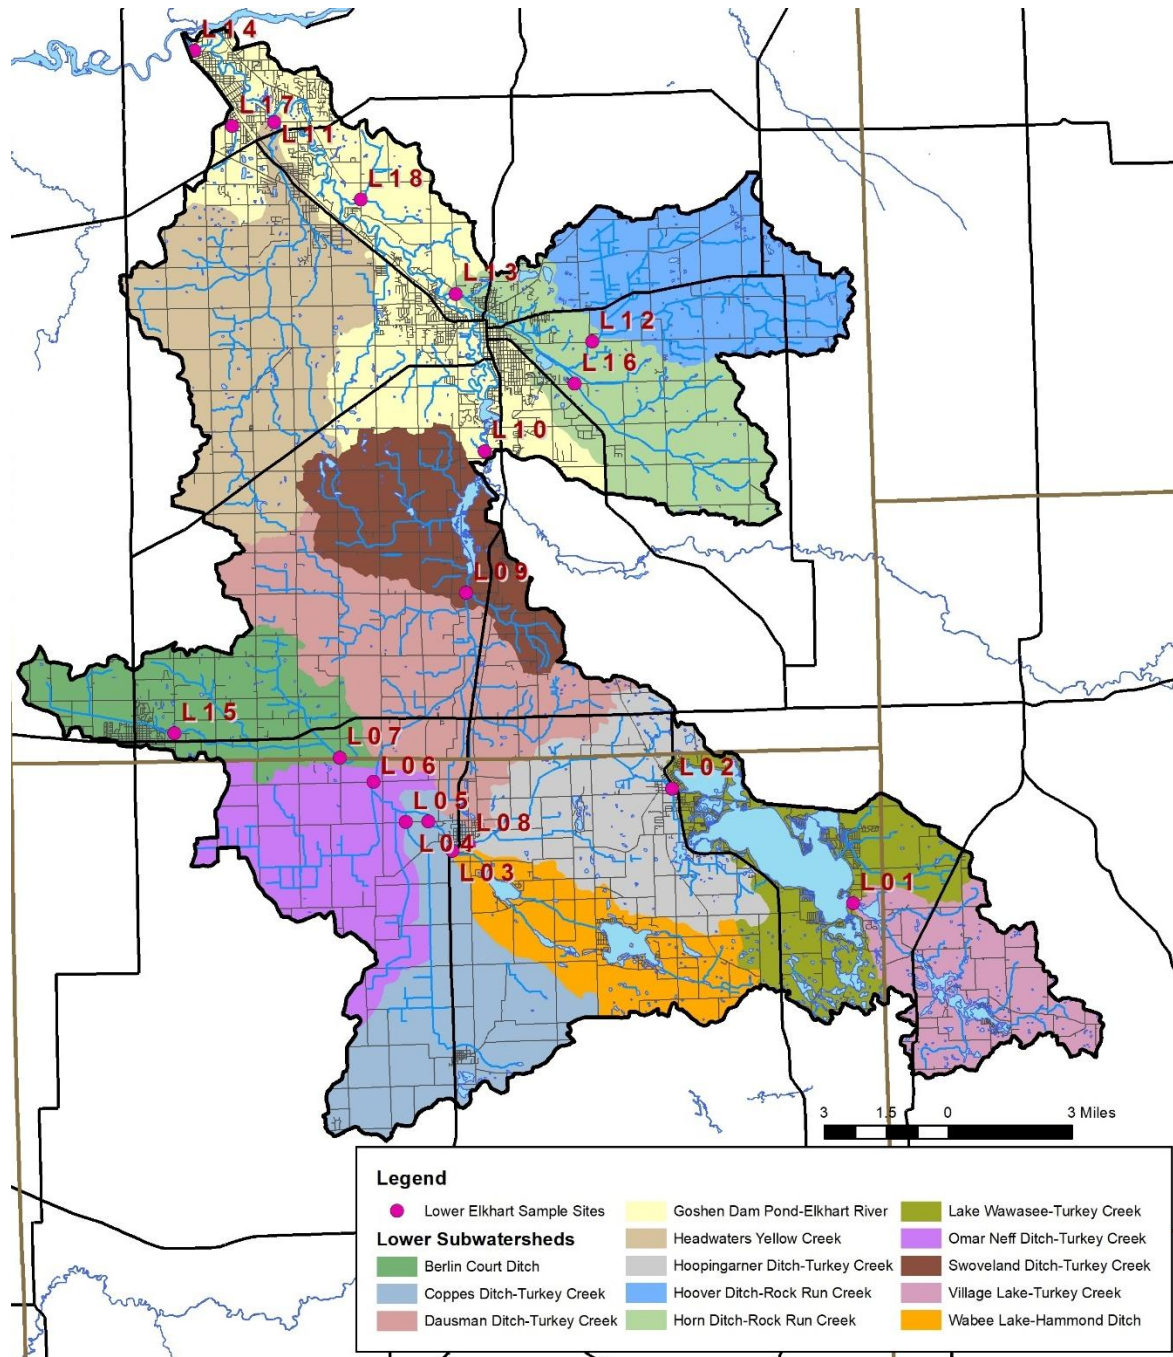 L14
L17
L11
L18
L13
L12
L16
L10
L09
L15
L07
L06
L02
L05
L08
L04
L03
L01
3 1.5 0 3 Miles
Legend
Lower Elkhart Sample Sites
Lower Subwatersheds
Berlin Court Ditch
Coppes Ditch-Turkey Creek
Dausman Ditch-Turkey Creek
Goshen Dam Pond-Elkhart River
Headwaters Yellow Creek
Hoopingarner Ditch-Turkey Creek
Hoover Ditch-Rock Run Creek
Horn Ditch-Rock Run Creek
Lake Wawasee-Turkey Creek
Omar Neff Ditch-Turkey Creek
Swoveland Ditch-Turkey Creek
Village Lake-Turkey Creek
Wabee Lake-Hammond Ditch